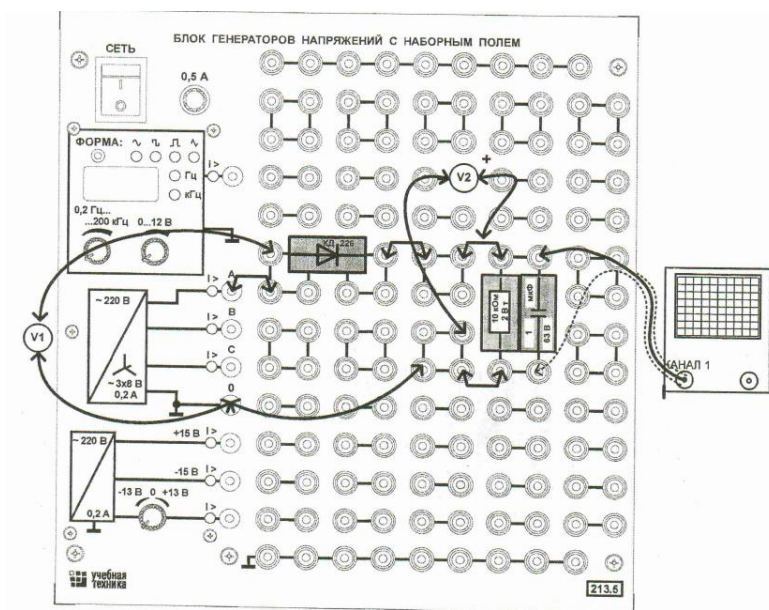 БЛОК ГЕНЕРАТОРОВ НАПРЯЖЕНИЙ С НАБОРНЫМ ПОЛЕМ
СЕТЬ
0,5 А
ФОРМА:
I >
Гц
кГц
0,2 Гц...
...200 кГц
0...12 В
V2
+
КД 226
А
I >
~ 220 В
В
I >
V1
С
I >
~ 3х8 В
0,2 А
0
10 кОм
2 Вт
1
мкФ
63 В
КАНАЛ 1
~ 220 В
+15 В
I >
-15 В
I >
-13 В 0 +13 В
I >
0,2 А
учебная
техника
213.5